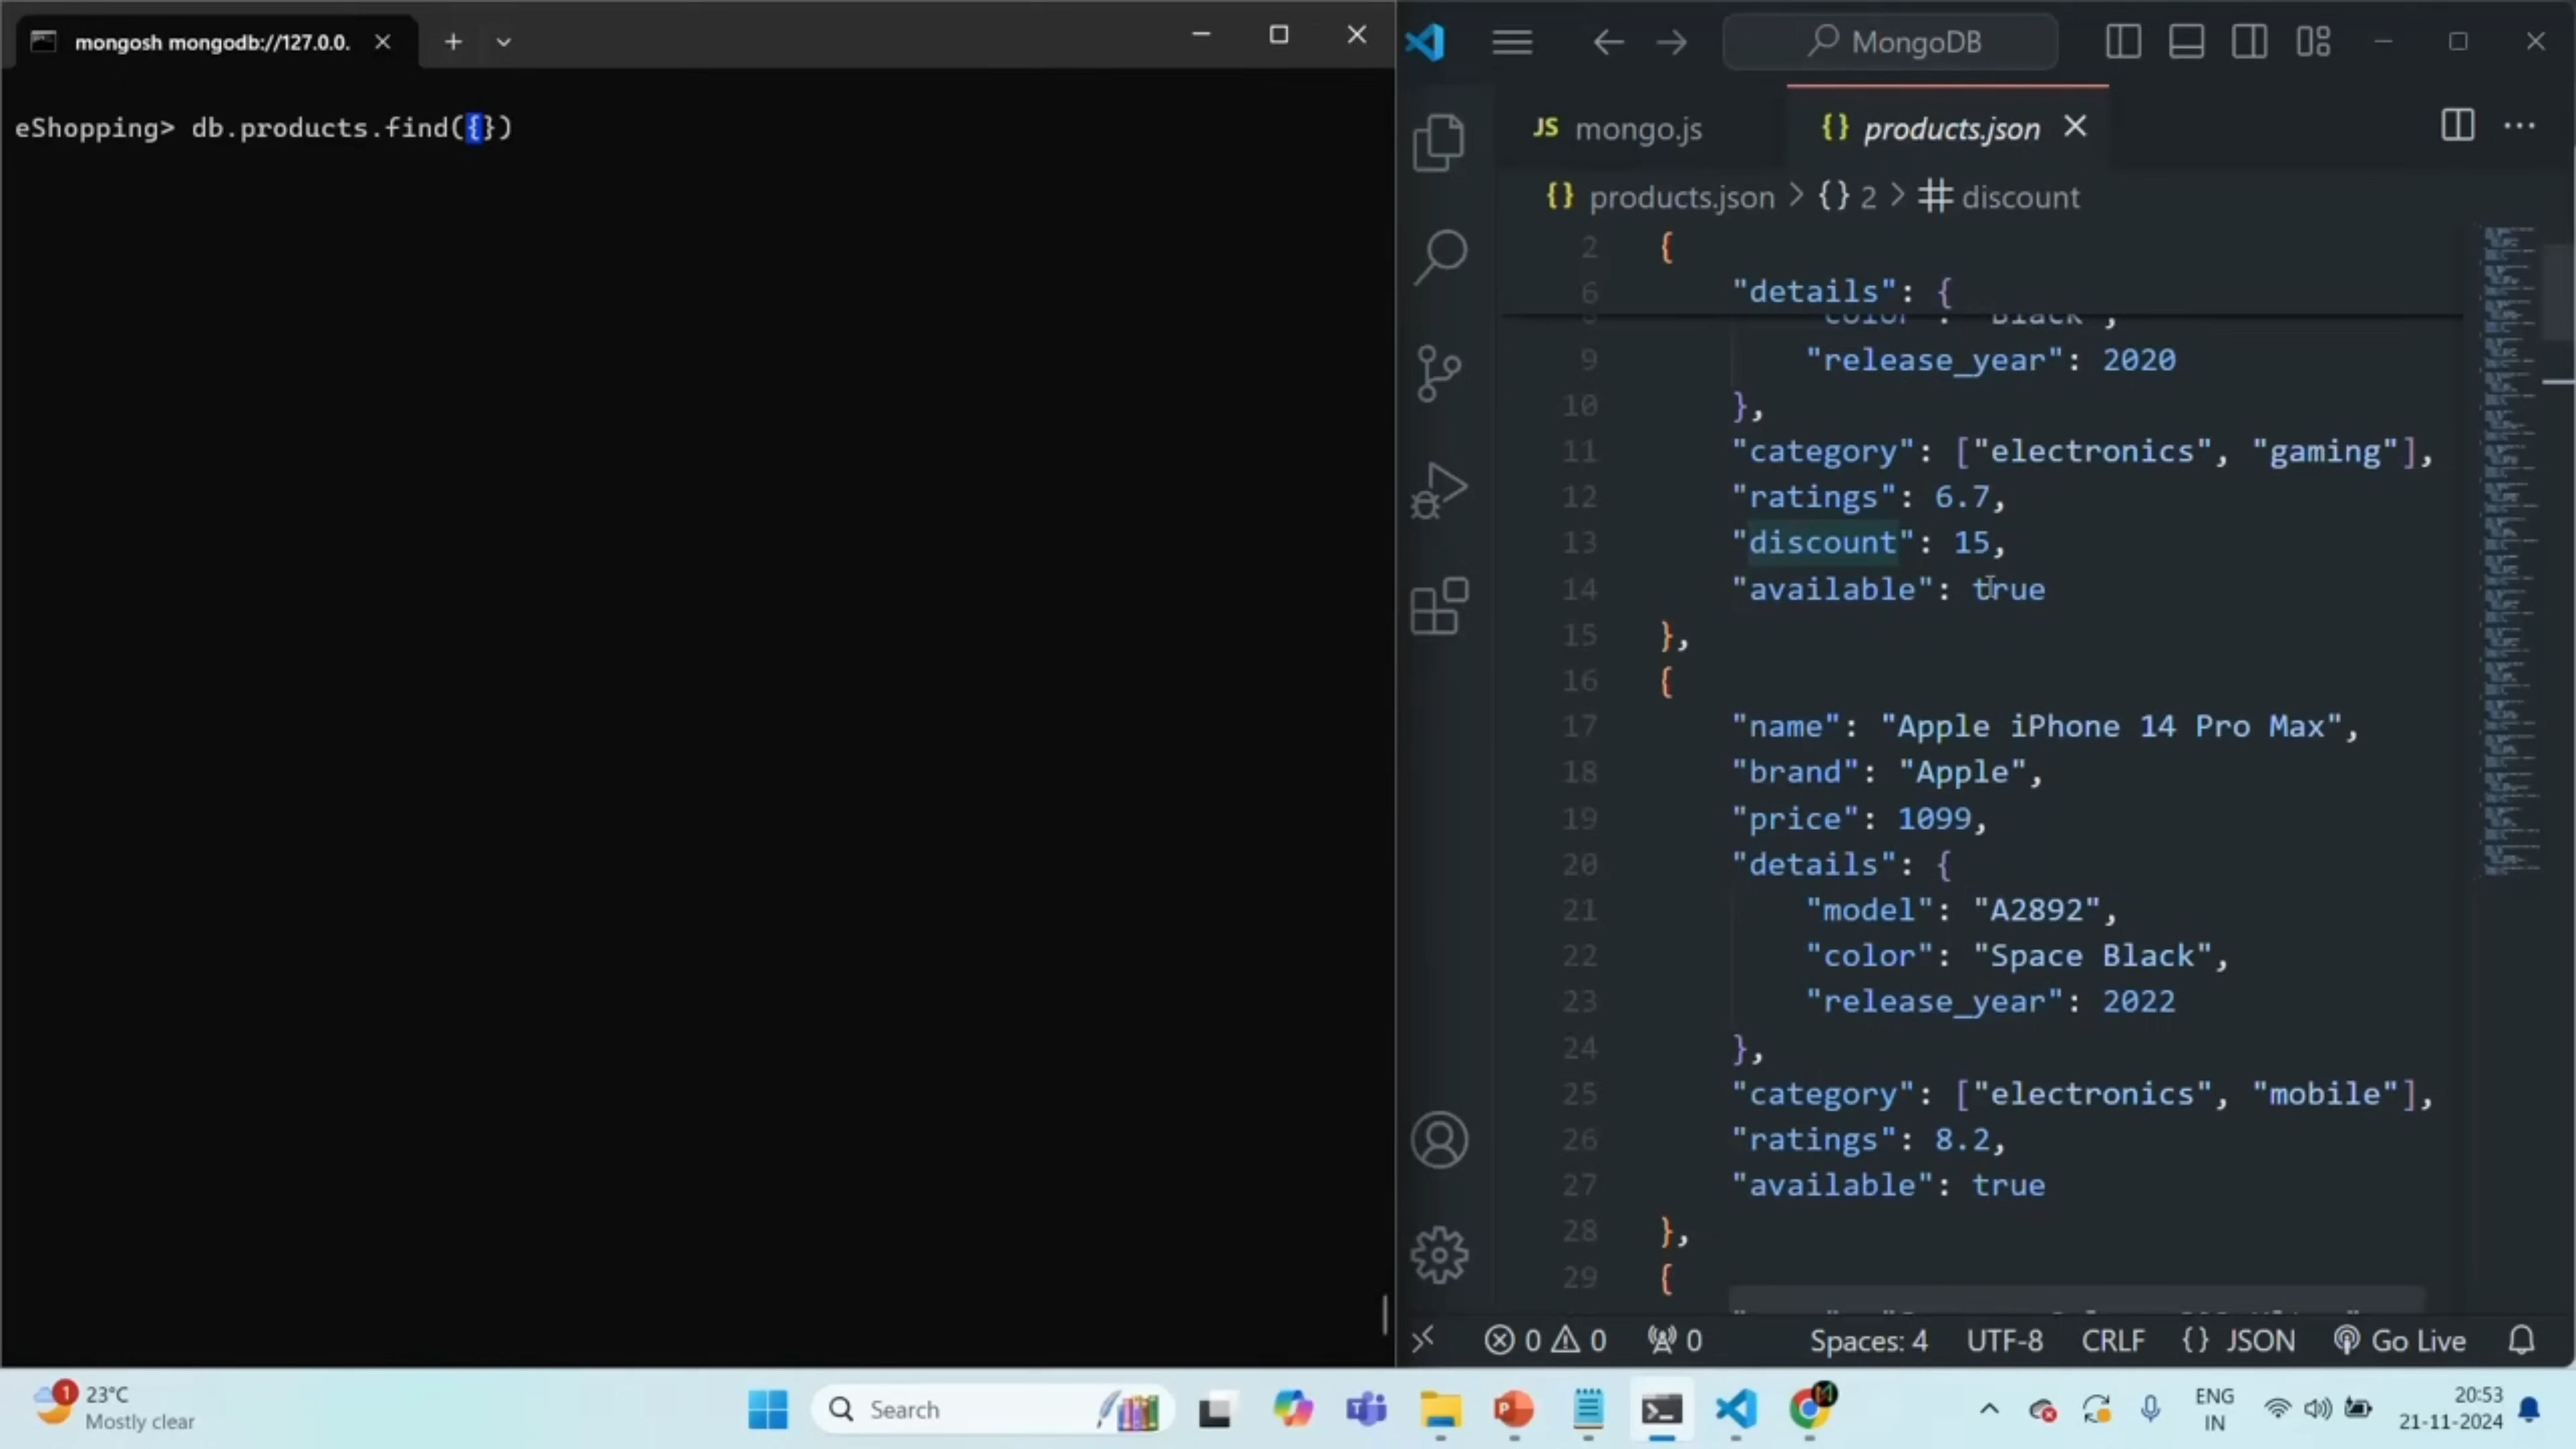 mongosh mongodb://127.0.0.
eShopping> db.products.find({})
MongoDB
JS mongo.js
{} products.json
{} products.json > {} 2 > # discount
2 {
6 "details": {
8 "color": "Black",
9 "release_year": 2020
10 },
11 "category": ["electronics", "gaming"],
12 "ratings": 6.7,
13 "discount": 15,
14 "available": true
15 },
16 {
17 "name": "Apple iPhone 14 Pro Max",
18 "brand": "Apple",
19 "price": 1099,
20 "details": {
21 "model": "A2892",
22 "color": "Space Black",
23 "release_year": 2022
24 },
25 "category": ["electronics", "mobile"],
26 "ratings": 8.2,
27 "available": true
28 },
29 {
0 0 0 Spaces: 4 UTF-8 CRLF {} JSON Go Live
1
23°C
Mostly clear
Search
ENG
IN
20:53
21-11-2024